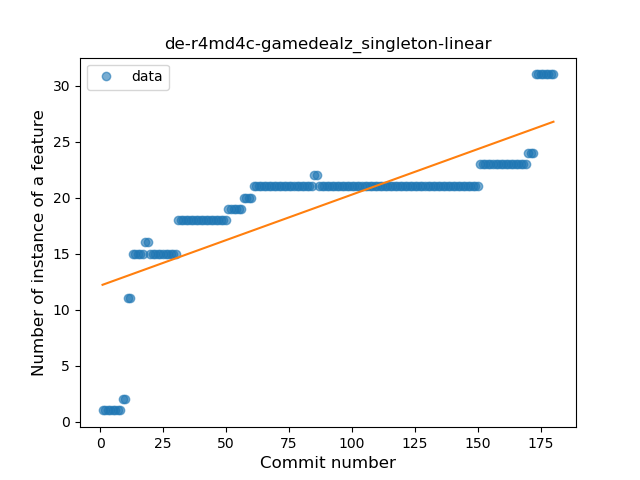 de-r4md4c-gamedealz_singleton-linear
data
Number of instance of a feature
30
25
20
15
10
5
0
0 25 50 75 100 125 150 175
Commit number